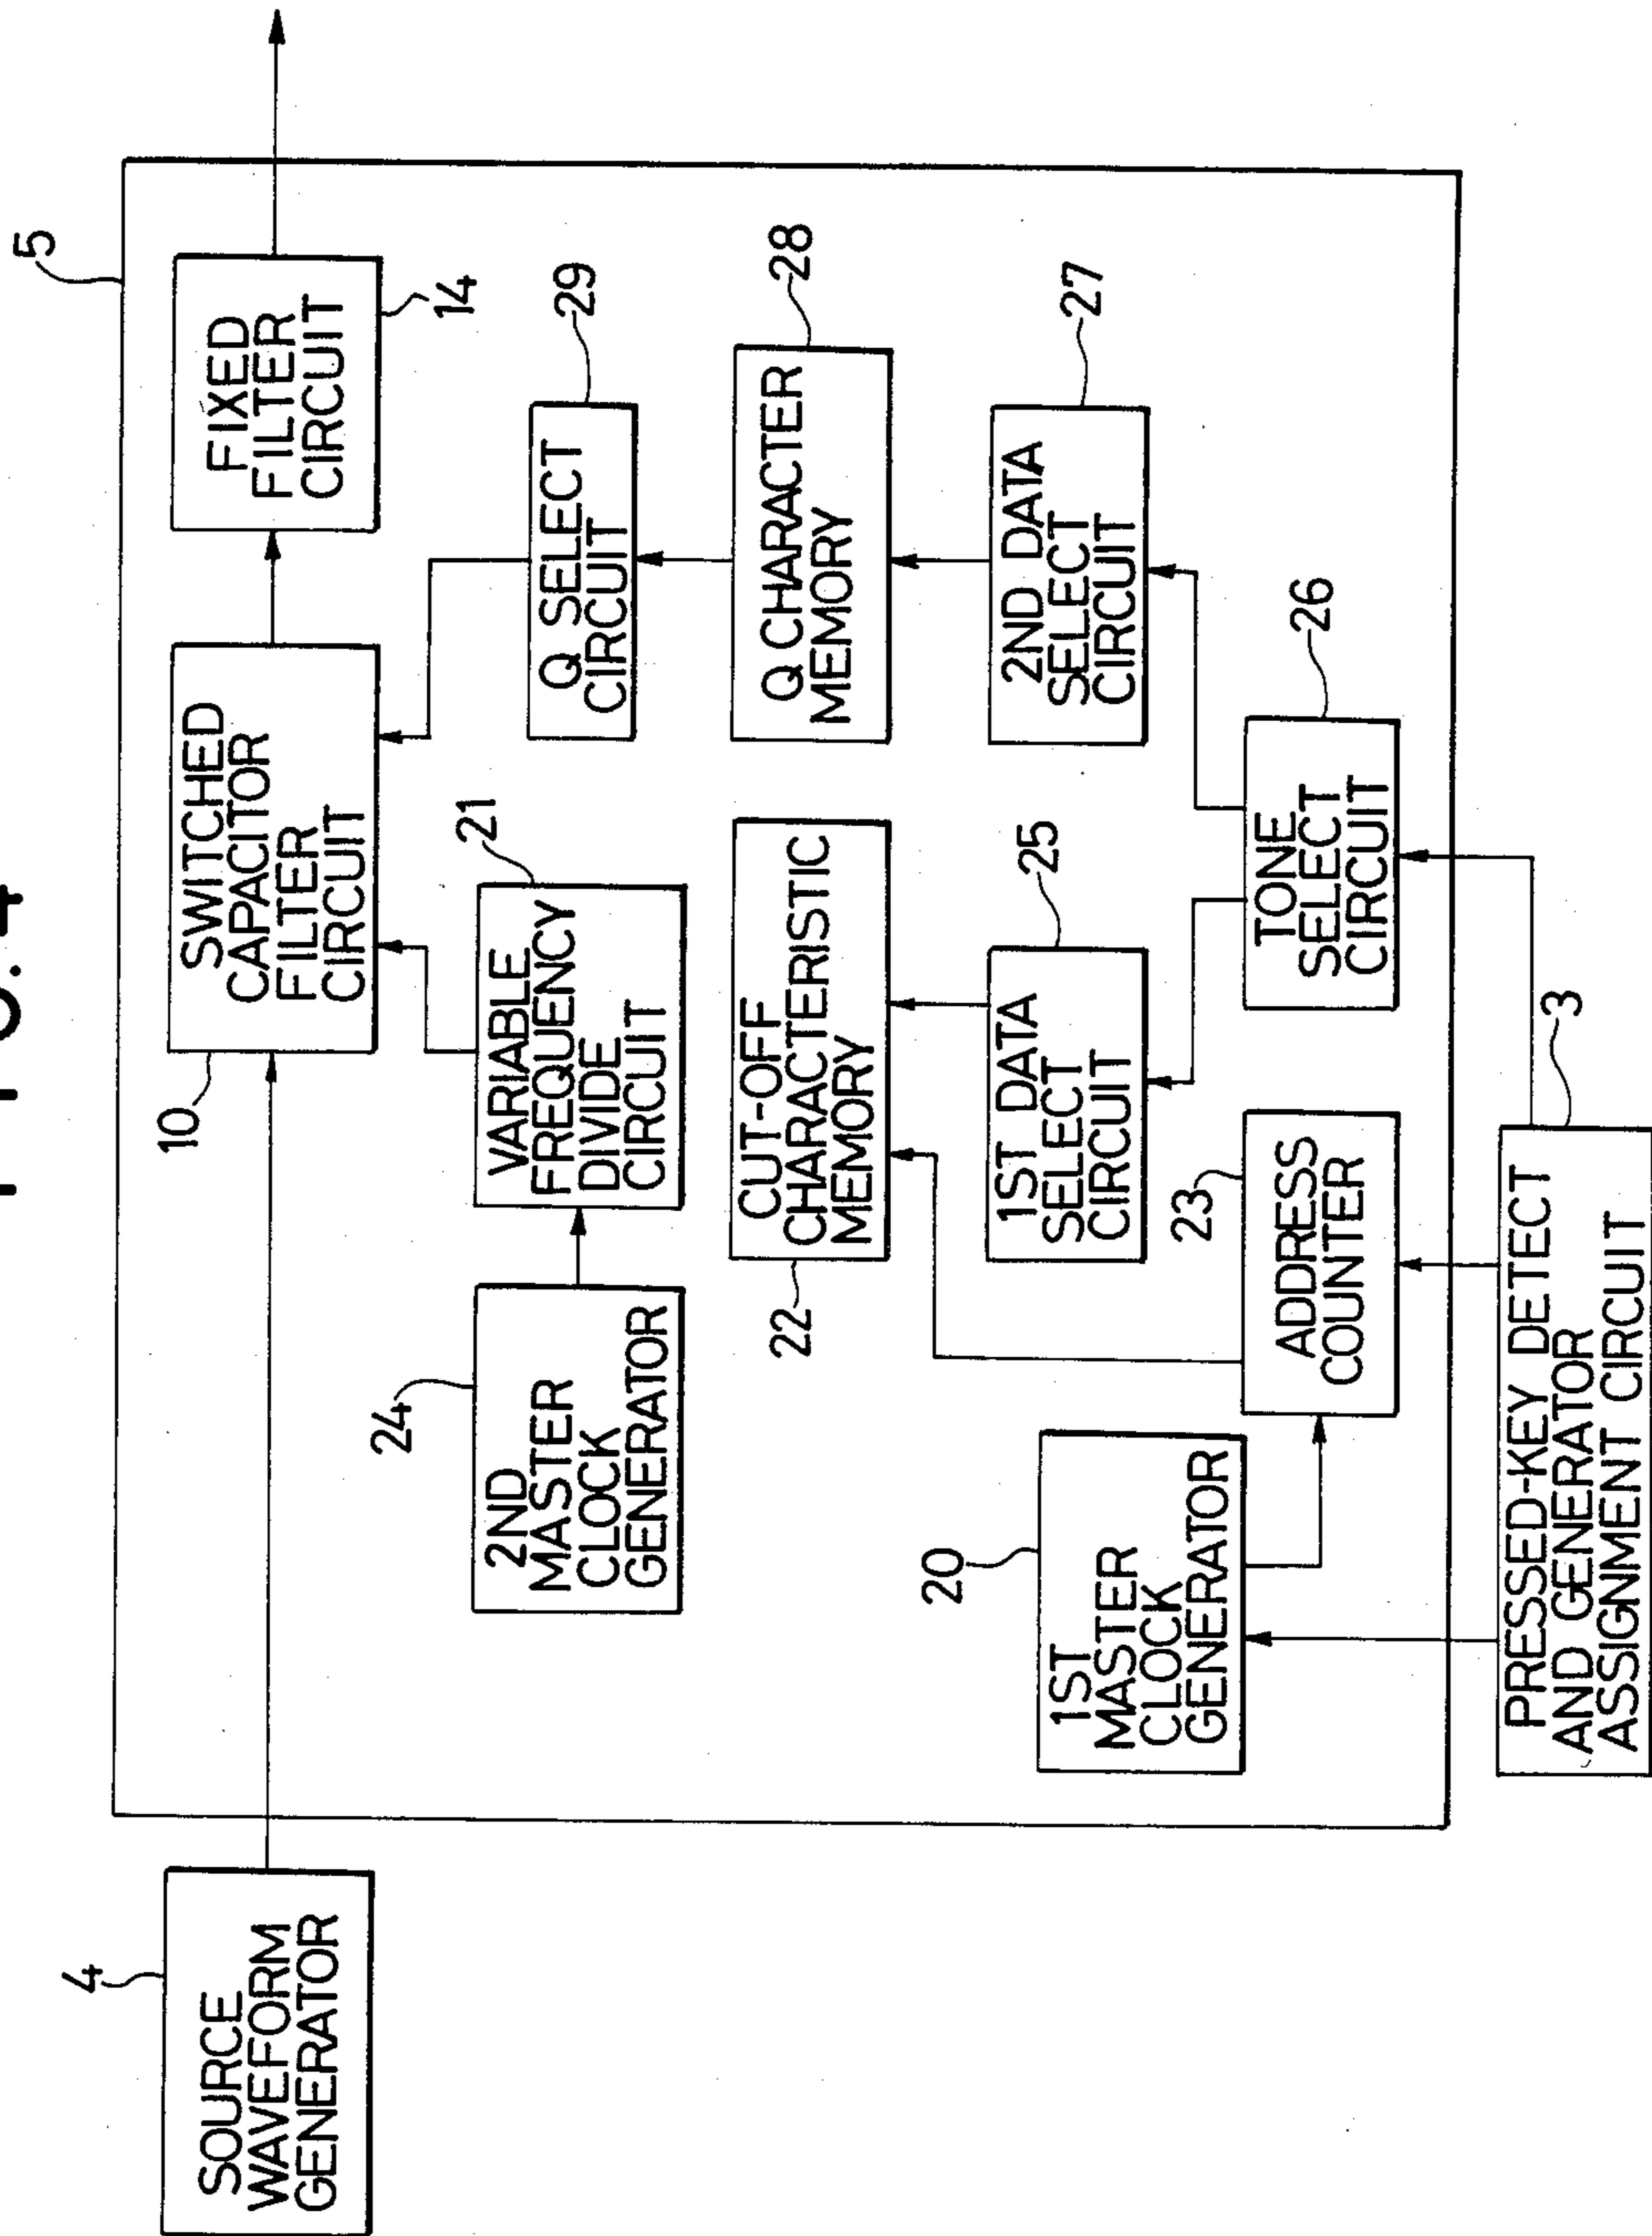 FIG. 4
5
4
SOURCE
WAVEFORM
GENERATOR
10
SWITCHED
CAPACITOR
FILTER
CIRCUIT
FIXED
FILTER
CIRCUIT
14
24
2ND
MASTER
CLOCK
GENERATOR
21
VARIABLE
FREQUENCY
DIVIDE
CIRCUIT
29
Q SELECT
CIRCUIT
22
CUT-OFF
CHARACTERISTIC
MEMORY
28
Q CHARACTER
MEMORY
25
1ST DATA
SELECT
CIRCUIT
27
2ND DATA
SELECT
CIRCUIT
20
1ST
MASTER
CLOCK
GENERATOR
23
ADDRESS
COUNTER
26
TONE
SELECT
CIRCUIT
3
PRESSED-KEY DETECT
AND GENERATOR
ASSIGNMENT CIRCUIT